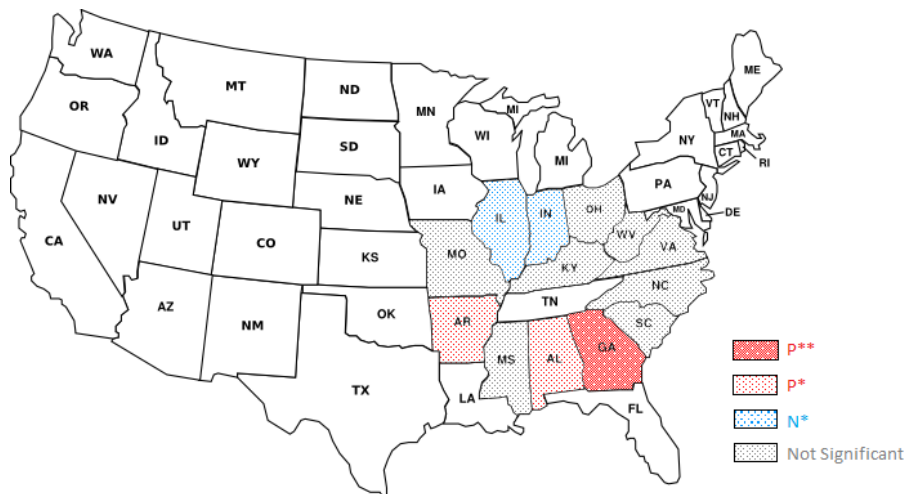 WA
MT
ND
MN
MI
ME
VT
NH
OR
ID
SD
WI
NY
MA
CT
RI
WY
MI
IA
PA
NJ
NV
NE
IL
IN
OH
MD
DE
UT
CO
WV
CA
KS
MO
KY
VA
AZ
NM
OK
AR
TN
NC
SC
MS
AL
GA
TX
LA
FL
P**
P*
N*
Not Significant